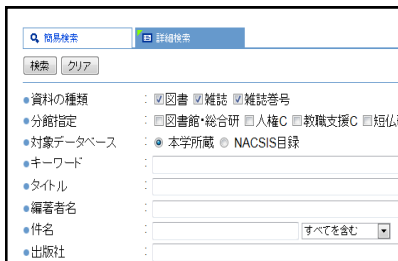 簡易検索 詳細検索
検索 クリア
●資料の種類 : 図書 雑誌 雑誌巻号
●分館指定 : 図書館・総合研 人権C 教職支援C 短仏
●対象データベース : 本学所蔵 NACSIS目録
●キーワード :
●タイトル :
●編著者名 :
●件名 : すべてを含む
●出版社 :